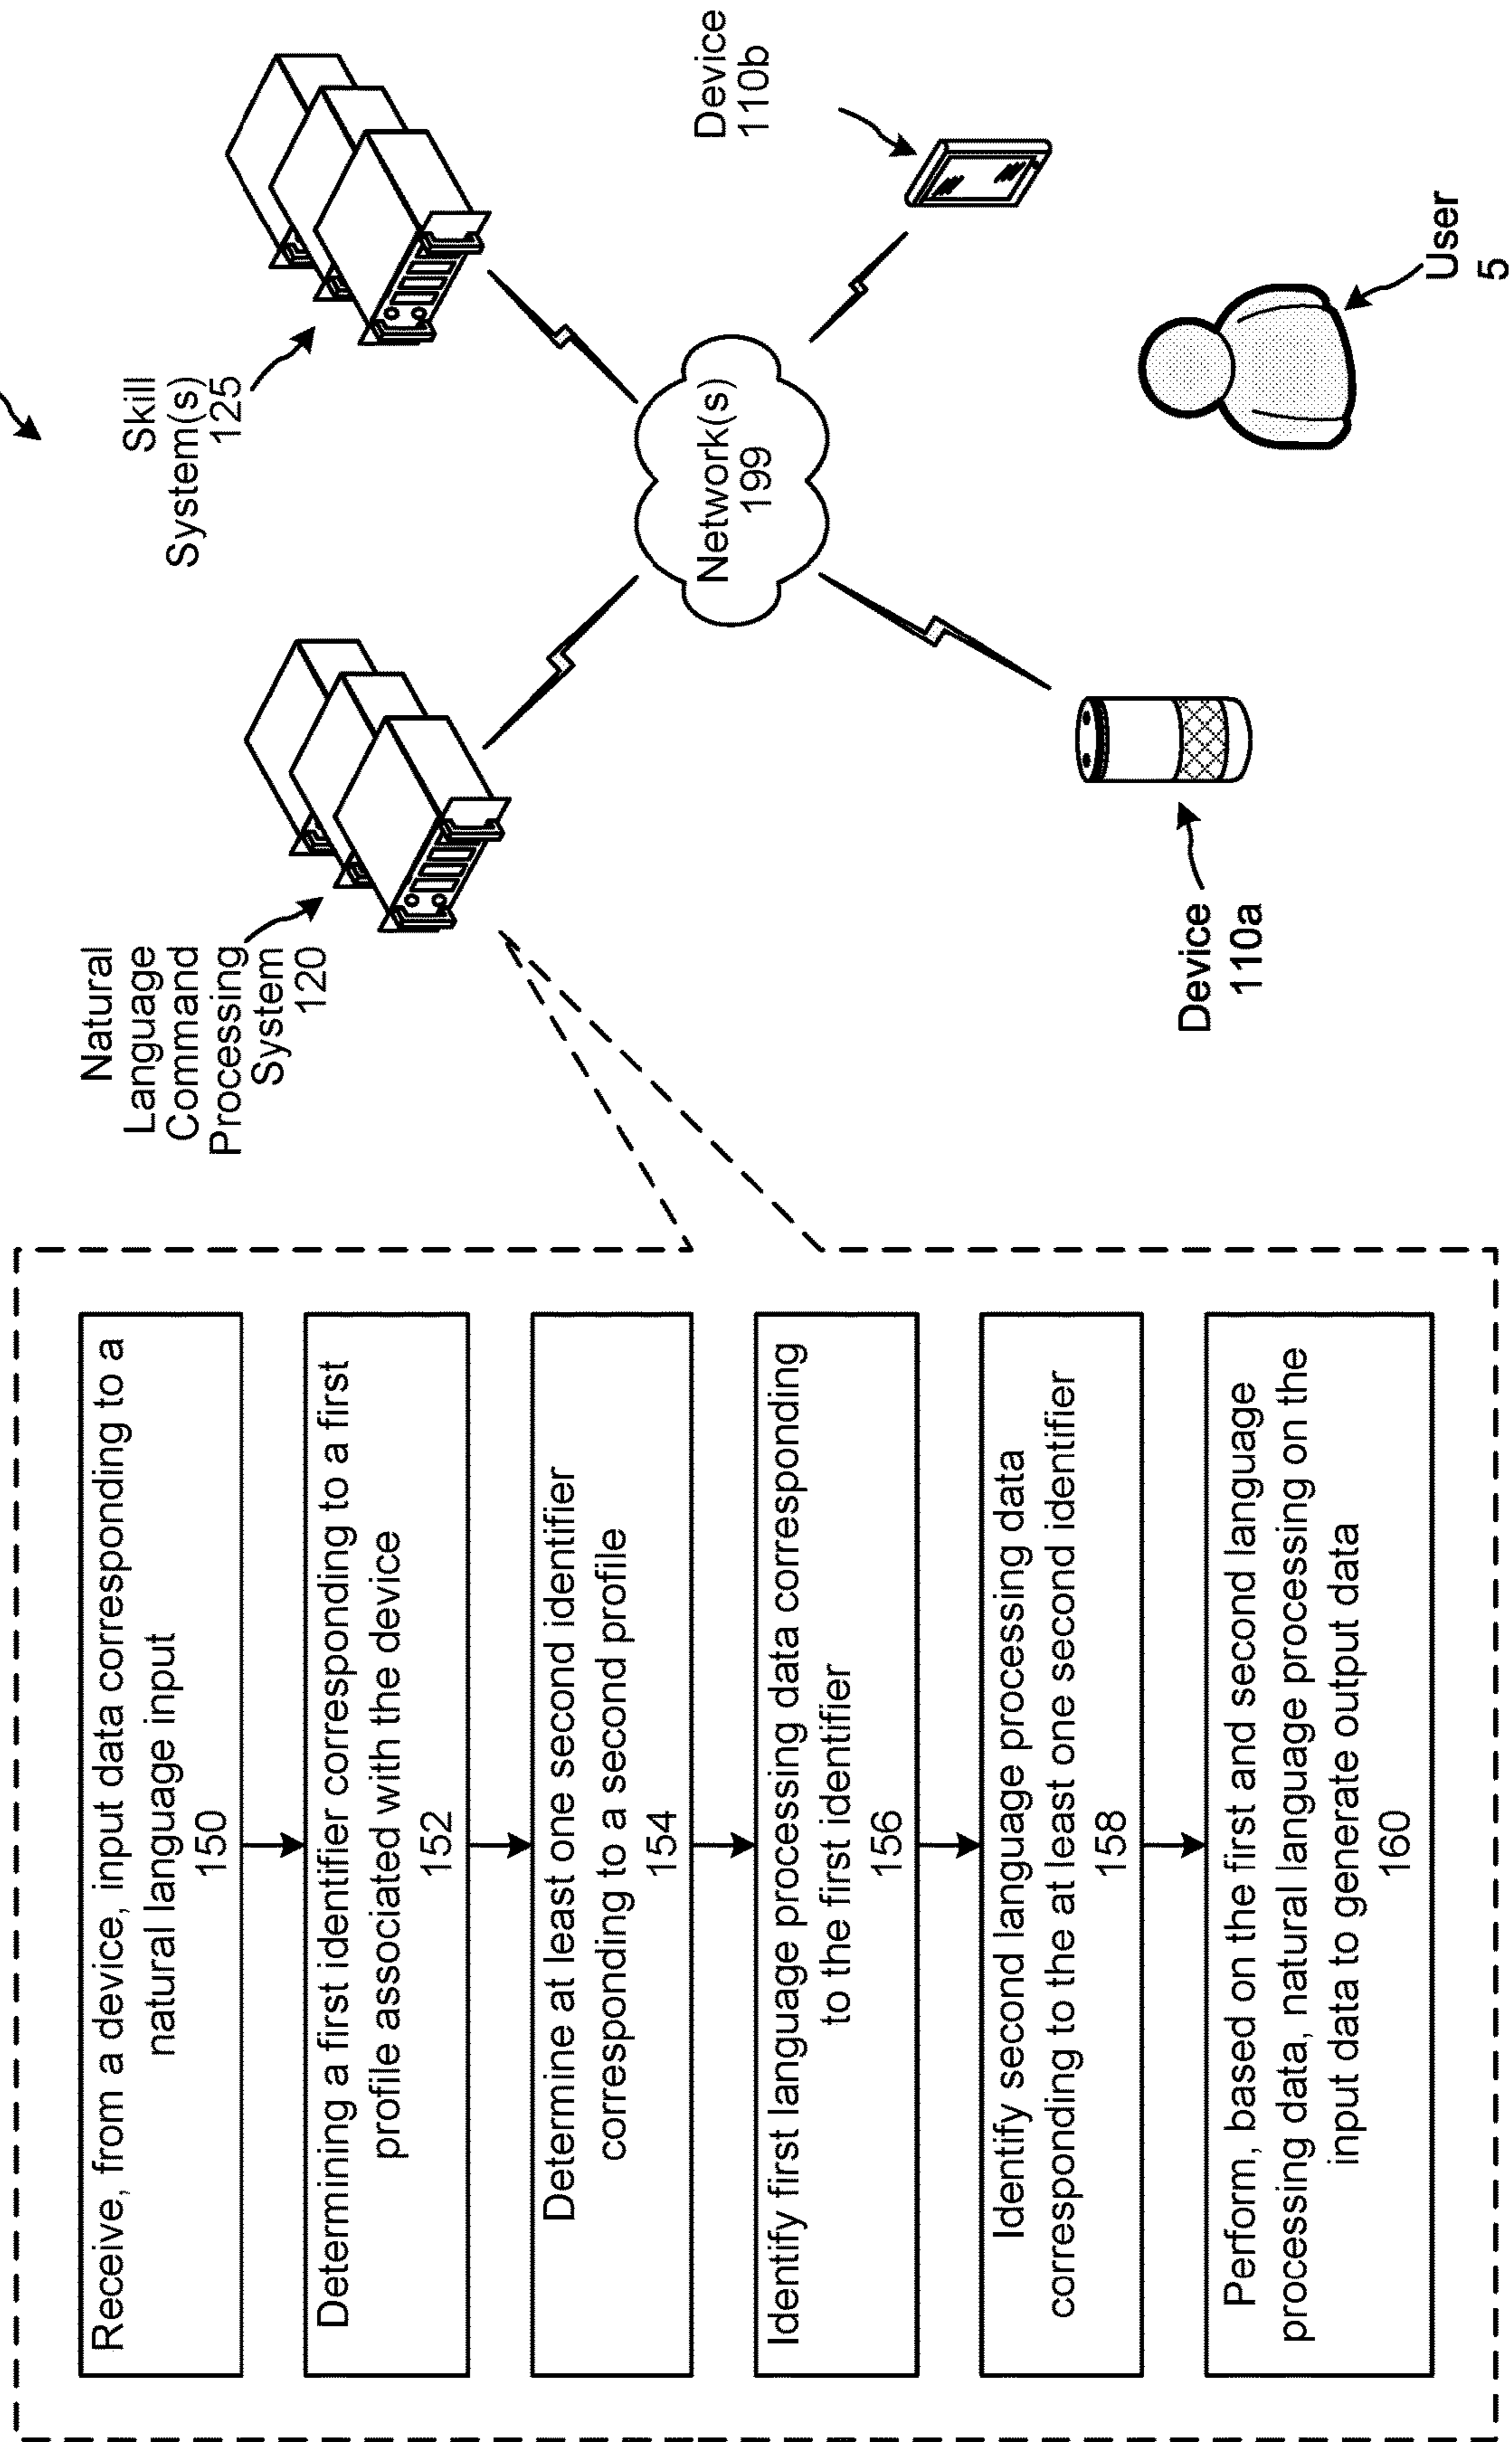 Receive, from a device, input data corresponding to a
natural language input
150
Determining a first identifier corresponding to a first
profile associated with the device
152
Determine at least one second identifier
corresponding to a second profile
154
Identify first language processing data corresponding
to the first identifier
156
Identify second language processing data
corresponding to the at least one second identifier
158
Perform, based on the first and second language
processing data, natural language processing on the
input data to generate output data
160
Natural
Language
Command
Processing
System
120
Skill
System(s)
125
Network(s)
199
Device
110b
Device
110a
User
5